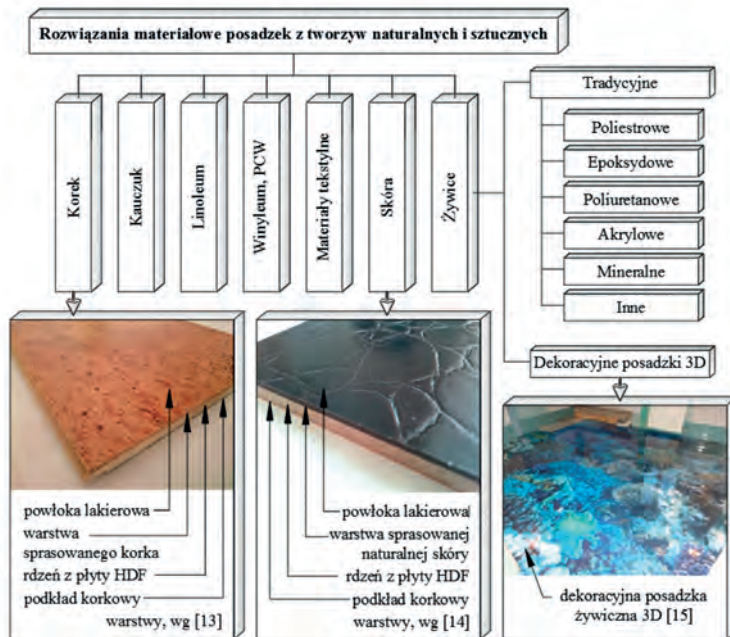 Rozwiązania materiałowe posadzek z tworzyw naturalnych i sztucznych
Korek
Kauczuk
Linoleum
Winyleum, PCW
Materiały tekstylne
Skóra
Żywice
Tradycyjne
Poliestrowe
Epoksydowe
Poliuretanowe
Akrylowe
Mineralne
Inne
Dekoracyjne posadzki 3D
powłoka lakierowa
warstwa
sprasowanego korka
rdzeń z płyty HDF
podkład korkowy
warstwy, wg [13]
powłoka lakierowa
warstwa sprasowanej
naturalnej skóry
rdzeń z płyty HDF
podkład korkowy
warstwy, wg [14]
dekoracyjna posadzka
żywiczna 3D [15]